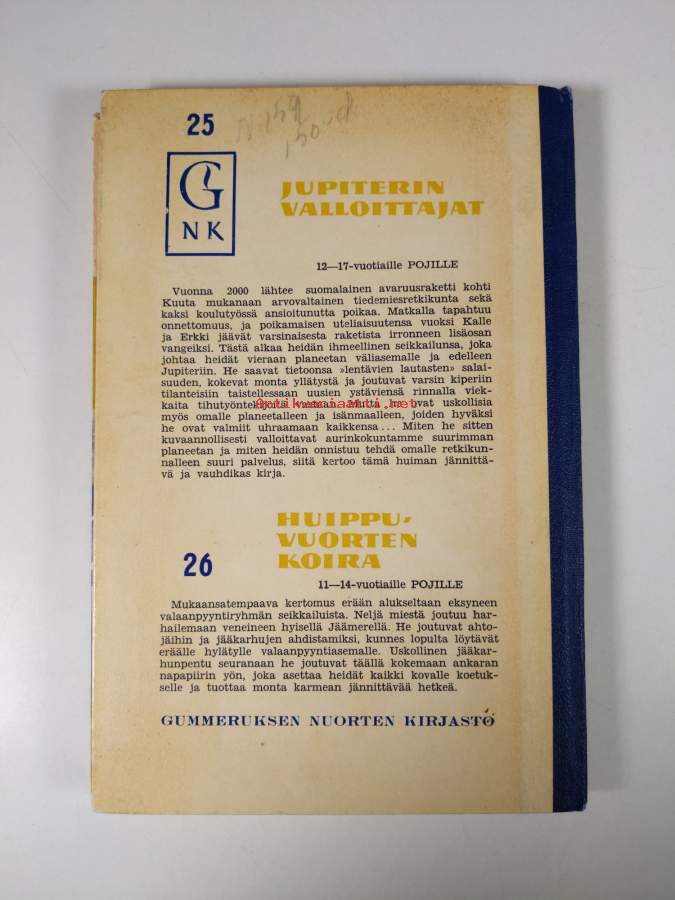 25
G
NK
JUPITERIN
VALLOITTAJAT
12—17-vuotiaille POJILLE
Vuonna 2000 lähtee suomalainen avaruusraketti kohti
Kuuta mukanaan arvovaltainen tiedemiesretkikunta sekä
kaksi koulutyössä ansioitunutta poikaa. Matkalla tapahtuu
onnettomuus, ja poikamaisen uteliaisuutensa vuoksi Kalle
ja Erkki jäävät varsinaisesta raketista irronneen lisäosan
vangeiksi. Tästä alkaa heidän ihmeellinen seikkailunsa, joka
johtaa heidät vieraan planeetan väliasemalle ja edelleen
Jupiteriin. He saavat tietoonsa »lentävien lautasten» salai-
suuden, kokevat monta yllätystä ja joutuvat varsin kiperiin
tilanteisiin taistellessaan uusien ystäviensä rinnalla viek-
kaita tihutyöntekijöitä vastaan. Mutta he ovat uskollisia
Antikvariaatti.net
myös omalle planeetalleen ja isänmaalleen, joiden hyväksi
he ovat valmiit uhraamaan kaikkensa... Miten he sitten
kuvaannollisesti valloittavat aurinkokuntamme suurimman
planeetan ja miten heidän onnistuu tehdä omalle retkikun-
nalleen suuri palvelus, siitä kertoo tämä huiman jännittä-
vä ja vauhdikas kirja.
26
HUIPPU-
VUORTEN
KOIRA
11—14-vuotiaille POJILLE
Mukaansatempaava kertomus erään alukseltaan eksyneen
valaanpyyntiryhmän seikkailuista. Neljä miestä joutuu har-
hailemaan veneineen hyisellä Jäämerellä. He joutuvat ahto-
jäihin ja jääkarhujen ahdistamiksi, kunnes lopulta löytävät
eräälle hylätylle valaanpyyntiasemalle. Uskollinen jääkar-
hunpentu seuranaan he joutuvat täällä kokemaan ankaran
napapiirin yön, joka asettaa heidät kaikki kovalle koetuk-
selle ja tuottaa monta karmean jännittävää hetkeä.
GUMMERUKSEN NUORTEN KIRJASTO